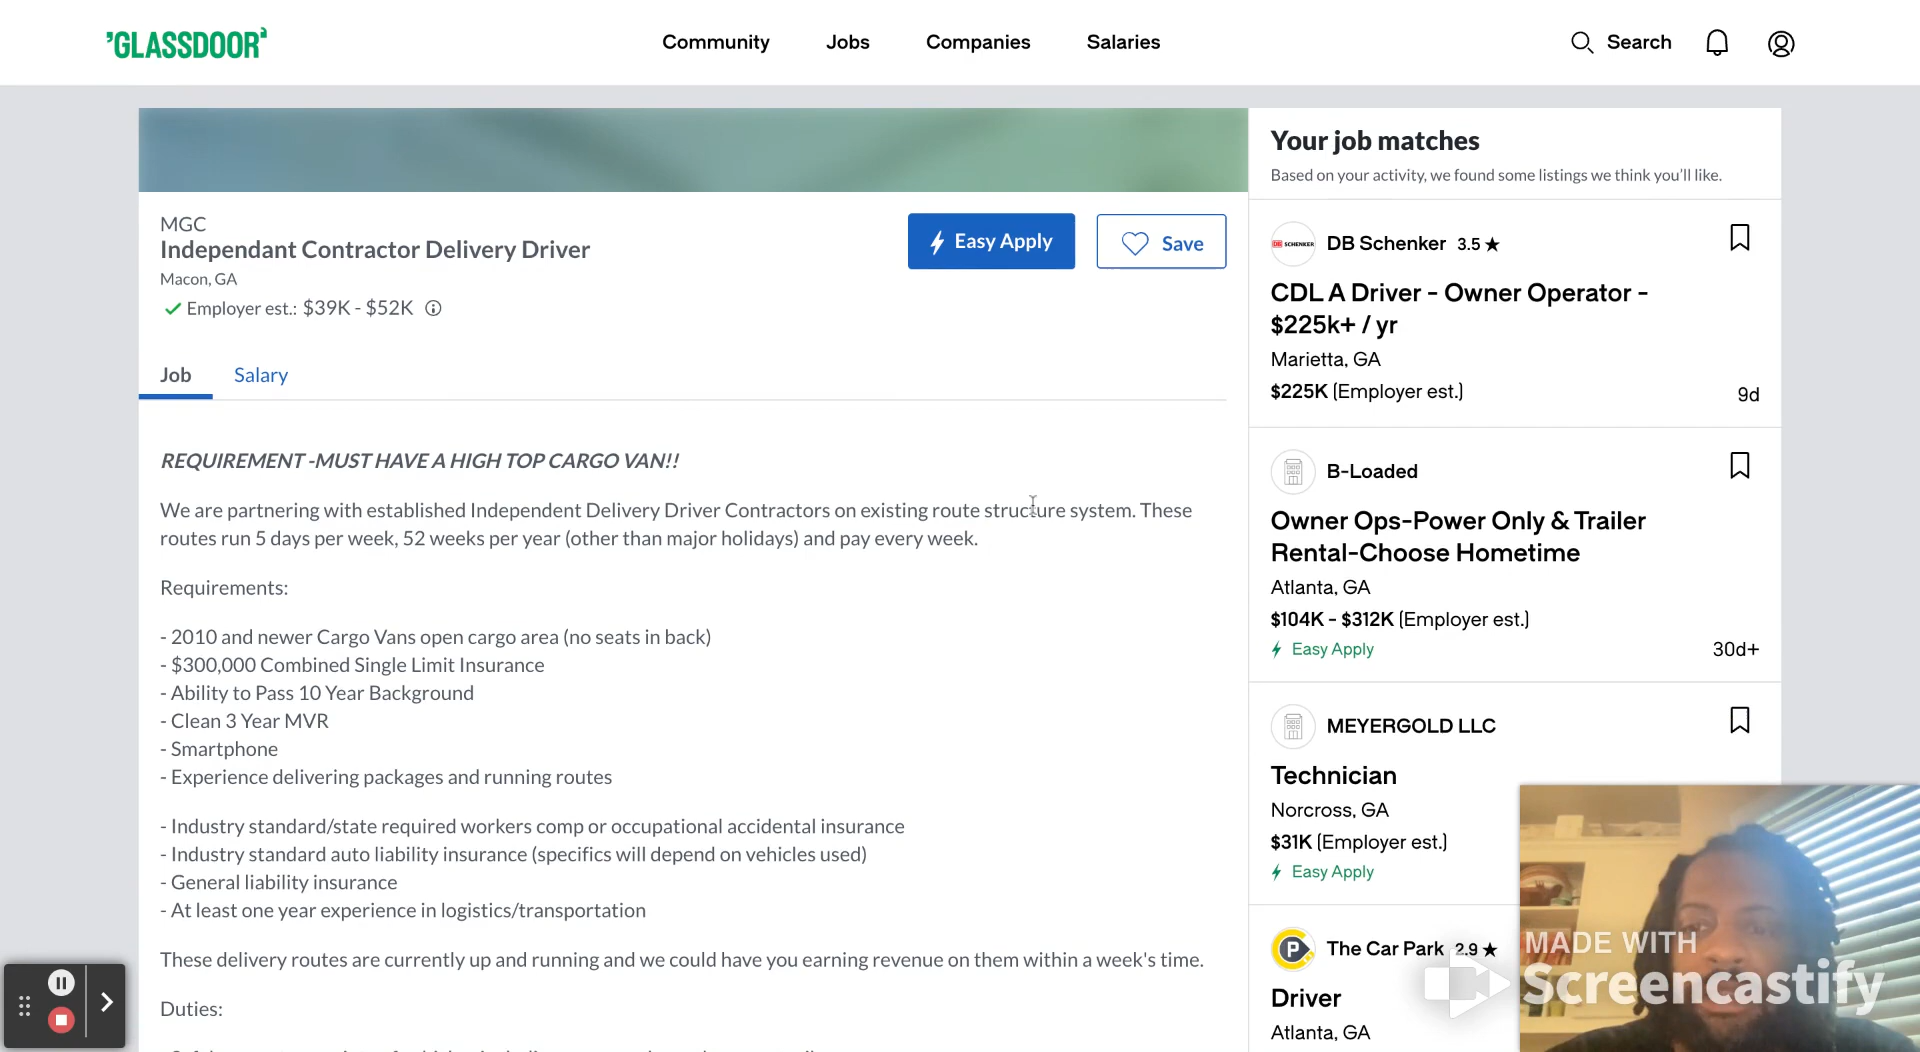 GLASSDOOR
Community
Jobs
Companies
Salaries
Search
MGC
Independant Contractor Delivery Driver
Macon, GA
Employer est.: $39K - $52K
Easy Apply
Save
Job
Salary
REQUIREMENT -MUST HAVE A HIGH TOP CARGO VAN!!
We are partnering with established Independent Delivery Driver Contractors on existing route structure system. These
routes run 5 days per week, 52 weeks per year (other than major holidays) and pay every week.
Requirements:
- 2010 and newer Cargo Vans open cargo area (no seats in back)
- $300,000 Combined Single Limit Insurance
- Ability to Pass 10 Year Background
- Clean 3 Year MVR
- Smartphone
- Experience delivering packages and running routes
- Industry standard/state required workers comp or occupational accidental insurance
- Industry standard auto liability insurance (specifics will depend on vehicles used)
- General liability insurance
- At least one year experience in logistics/transportation
These delivery routes are currently up and running and we could have you earning revenue on them within a week's time.
Duties:
Your job matches
Based on your activity, we found some listings we think you'll like.
DB SCHENKER
DB Schenker 3.5 ★
CDL A Driver - Owner Operator -
$225k+ / yr
Marietta, GA
$225K (Employer est.)
9d
B-Loaded
Owner Ops-Power Only & Trailer
Rental-Choose Hometime
Atlanta, GA
$104K - $312K (Employer est.)
Easy Apply
30d+
MEYERGOLD LLC
Technician
Norcross, GA
$31K (Employer est.)
Easy Apply
P
The Car Park 2.9 ★
Driver
Atlanta, GA
MADE WITH
Screencastify